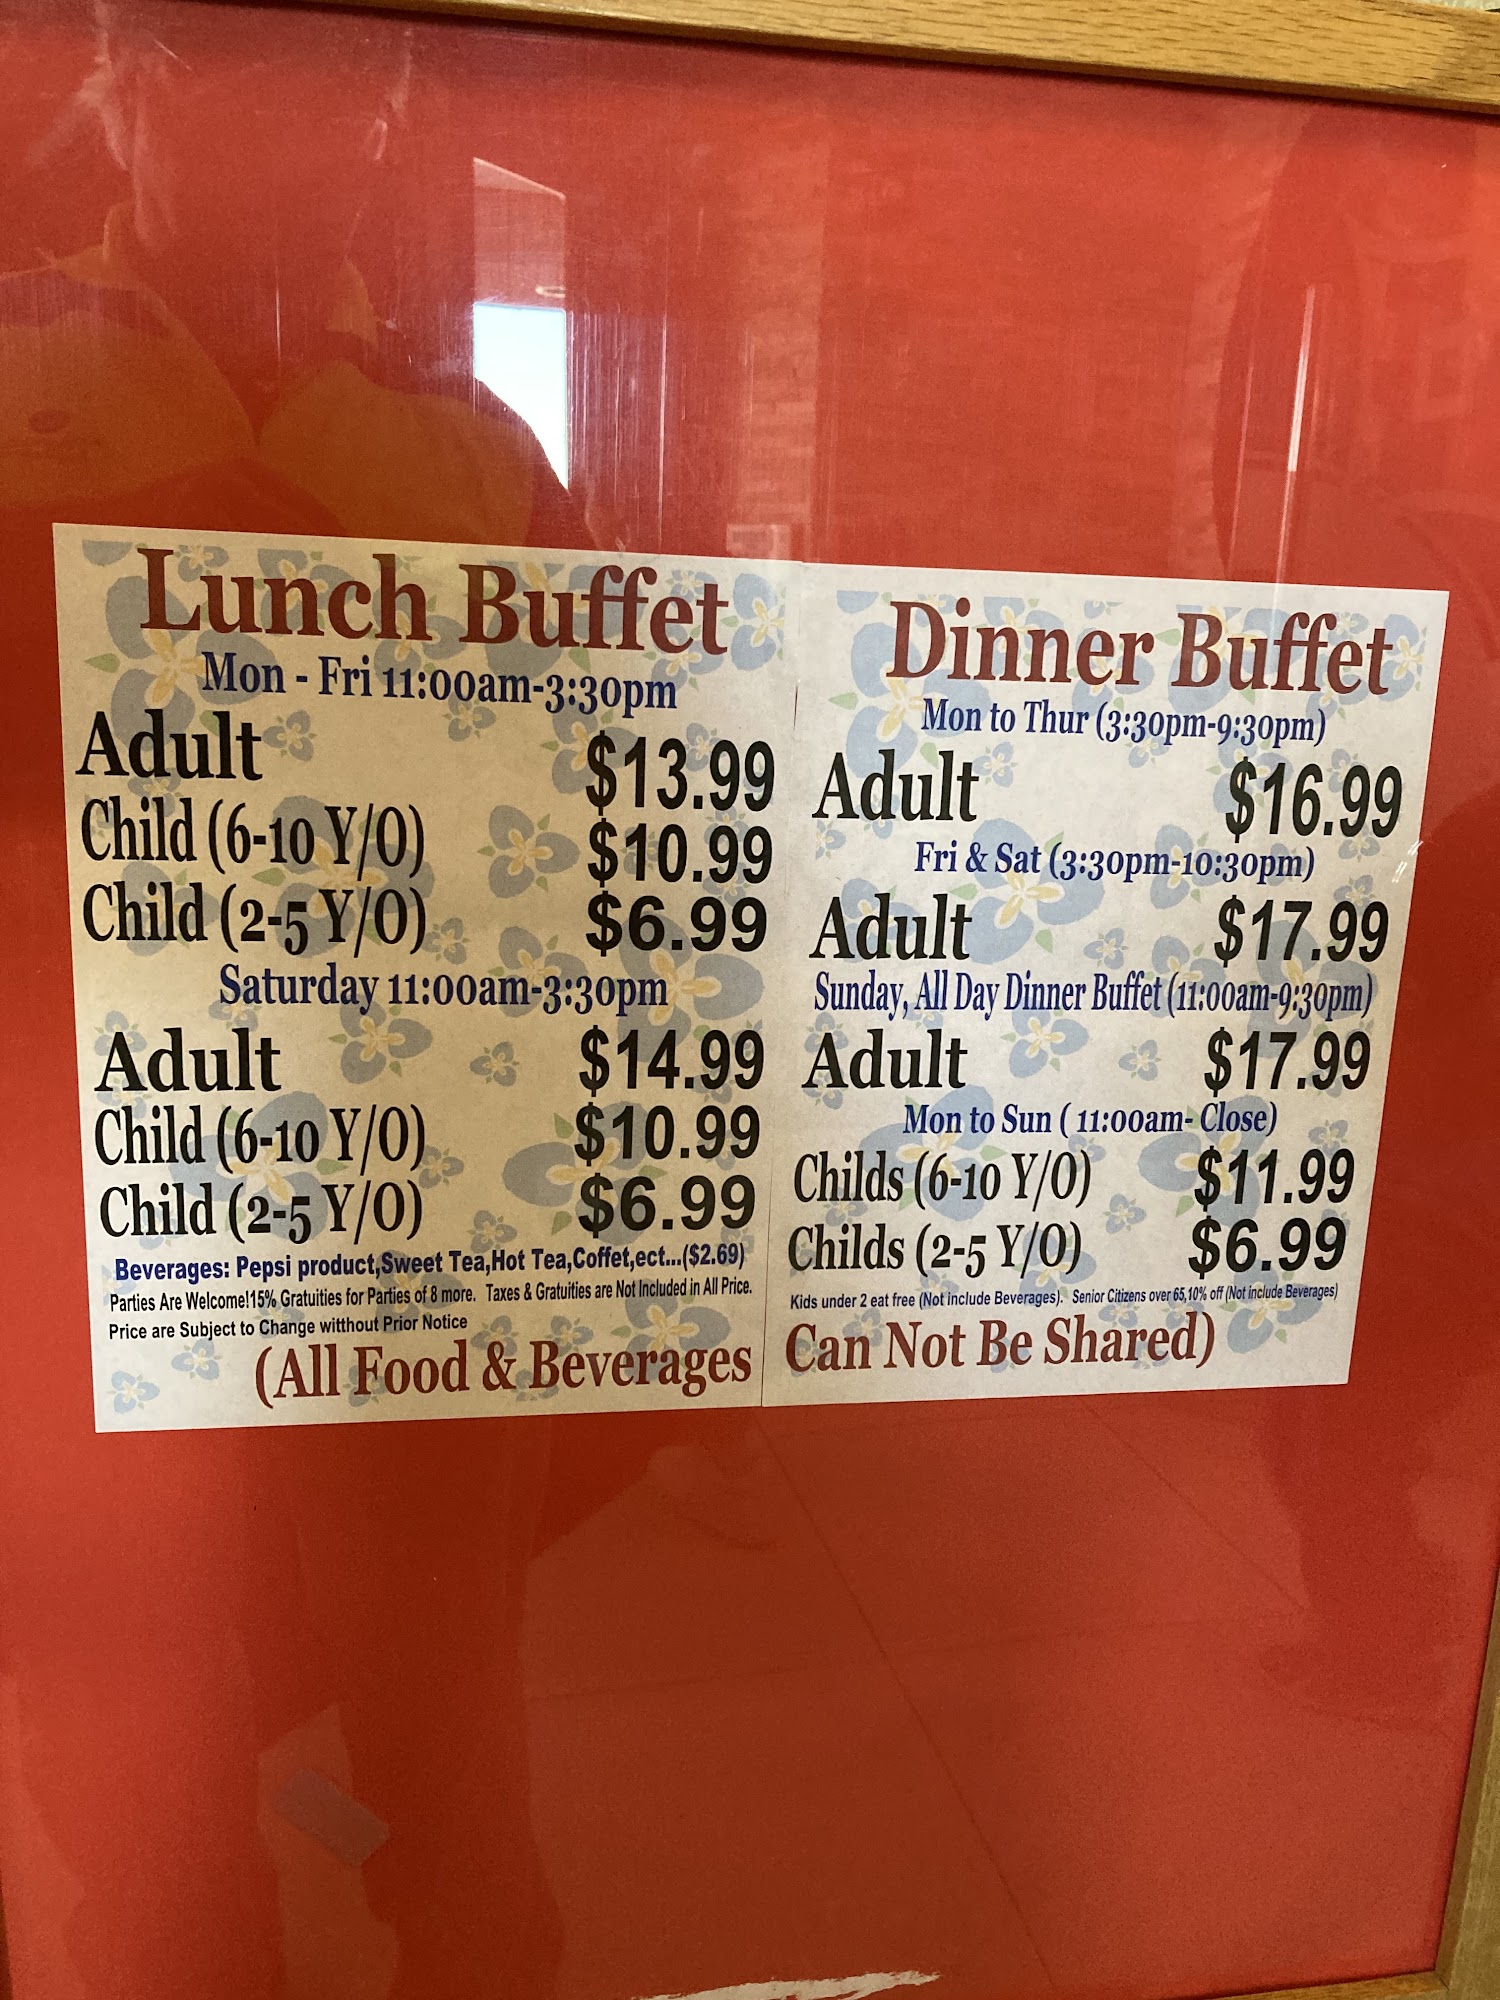 Lunch Buffet
Mon - Fri 11:00am-3:30pm
Adult $13.99
Child (6-10 Y/O) $10.99
Child (2-5 Y/O) $6.99
Saturday 11:00am-3:30pm
Adult $14.99
Child (6-10 Y/O) $10.99
Child (2-5 Y/O) $6.99
Beverages: Pepsi product,Sweet Tea,Hot Tea,Coffet,ect...($2.69)
Parties Are Welcome!15% Gratuities for Parties of 8 more. Taxes & Gratuities are Not Included in All Price.
Price are Subject to Change witthout Prior Notice
Dinner Buffet
Mon to Thur (3:30pm-9:30pm)
Adult $16.99
Fri & Sat (3:30pm-10:30pm)
Adult $17.99
Sunday, All Day Dinner Buffet (11:00am-9:30pm)
Adult $17.99
Mon to Sun ( 11:00am- Close)
Childs (6-10 Y/O) $11.99
Childs (2-5 Y/O) $6.99
Kids under 2 eat free (Not include Beverages). Senior Citizens over 65,10% off (Not include Beverages)
(All Food & Beverages Can Not Be Shared)